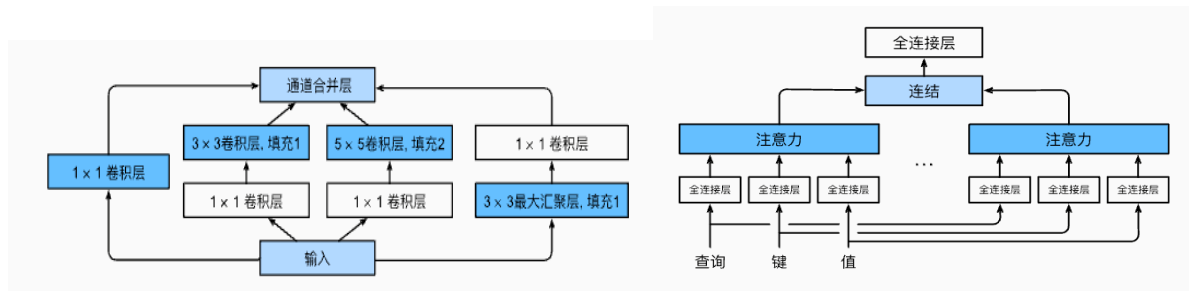 通道合并层
3×3卷积层, 填充1
5×5卷积层, 填充2
1×1 卷积层
1×1 卷积层
1×1 卷积层
1×1 卷积层
3×3最大汇聚层, 填充1
输入
全连接层
连结
注意力
...
注意力
全连接层
全连接层
全连接层
全连接层
全连接层
全连接层
查询
键
值